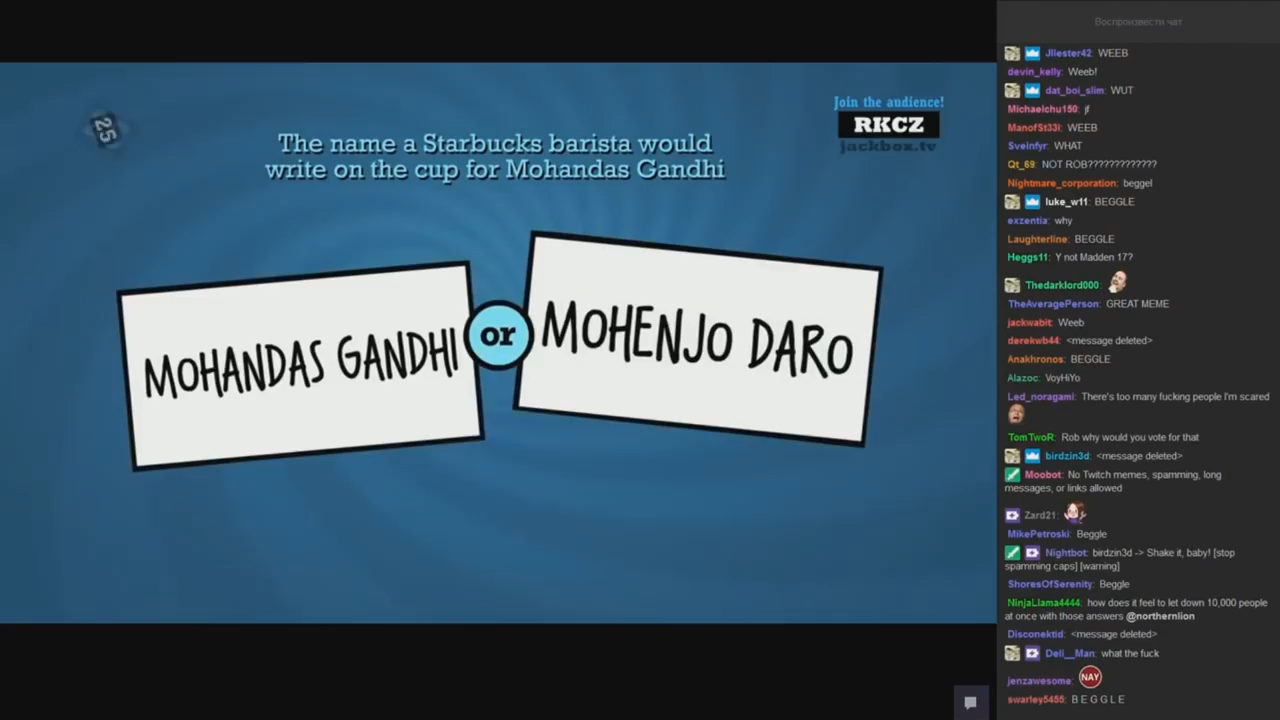 25
The name a Starbucks barista would
write on the cup for Mohandas Gandhi
Join the audience!
RKCZ
jackbox.tv
MOHANDAS GANDHI
or
MOHENJO DARO
Воспроизвести чат
Jllester42: WEEB
devin_kelly: Weeb!
dat_boi_slim: WUT
Michaelchu150: jf
ManofSt33l: WEEB
Sveinfyr: WHAT
Qt_69: NOT ROB?????????????
Nightmare_corporation: beggel
luke_w11: BEGGLE
exzentia: why
Laughterline: BEGGLE
Heggs11: Y not Madden 17?
Thedarklord000:
TheAveragePerson: GREAT MEME
jackwabit: Weeb
derekwb44: <message deleted>
Anakhronos: BEGGLE
Alazoc: VoyHiYo
Led_noragami: There's too many fucking people I'm scared
TomTwoR: Rob why would you vote for that
birdzin3d: <message deleted>
Moobot: No Twitch memes, spamming, long
messages, or links allowed
Zard21:
MikePetroski: Beggle
Nightbot: birdzin3d -> Shake it, baby! [stop
spamming caps] [warning]
ShoresOfSerenity: Beggle
NinjaLlama4444: how does it feel to let down 10,000 people
at once with those answers @northernlion
Disconektid: <message deleted>
Deli__Man: what the fuck
jenzawesome: NAY
swarley5455: B E G G L E